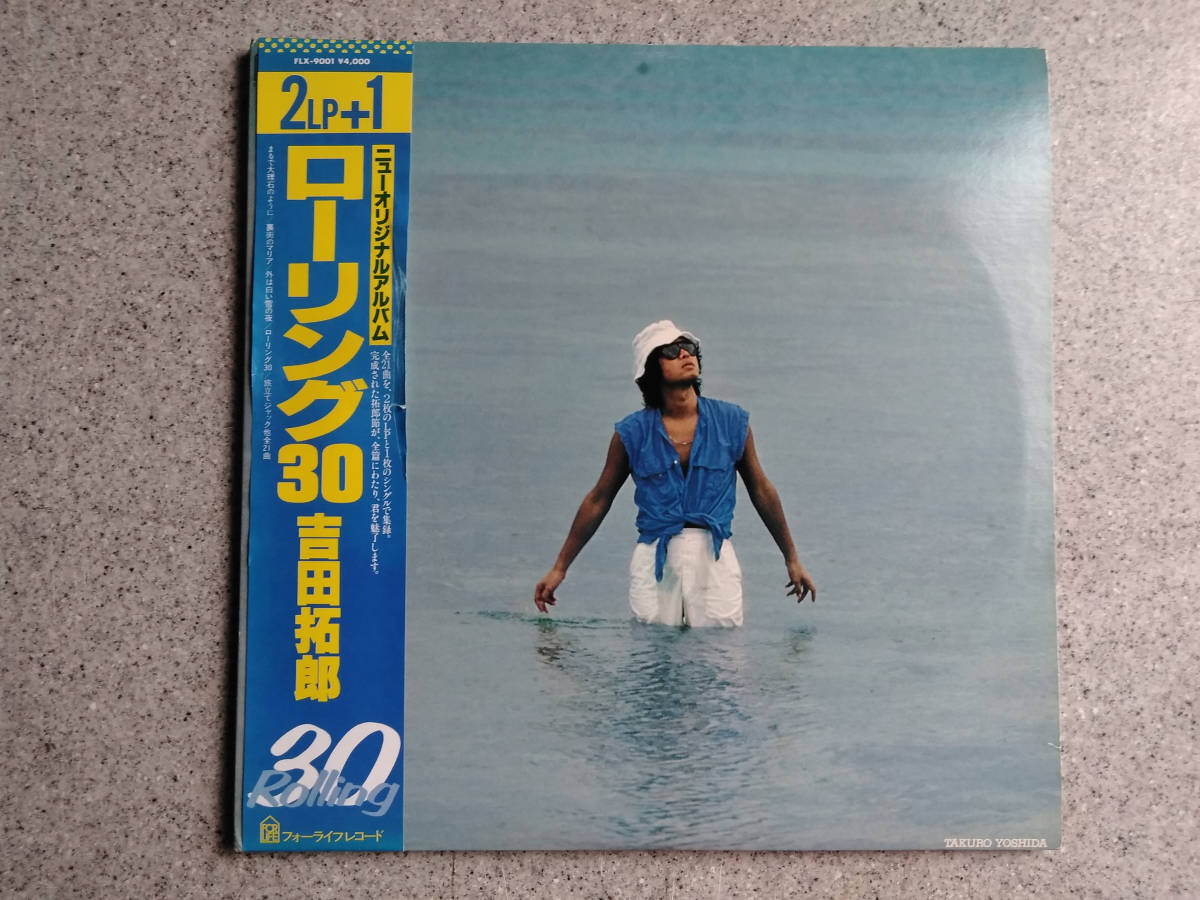 FLX-9001 ¥4,000
2LP+1
ニューオリジナルアルバム
全21曲を、2枚のLPと1枚のシングルで集録。
完成された拓郎節が、全篇にわたり、君を魅了します。
ローリング30
吉田拓郎
まるで大理石のように/裏街のマリア/外は白い雪の夜/ローリング30/旅立てジャック他全21曲
30
Rolling
FOR LIFE
フォーライフレコード
TAKURO YOSHIDA